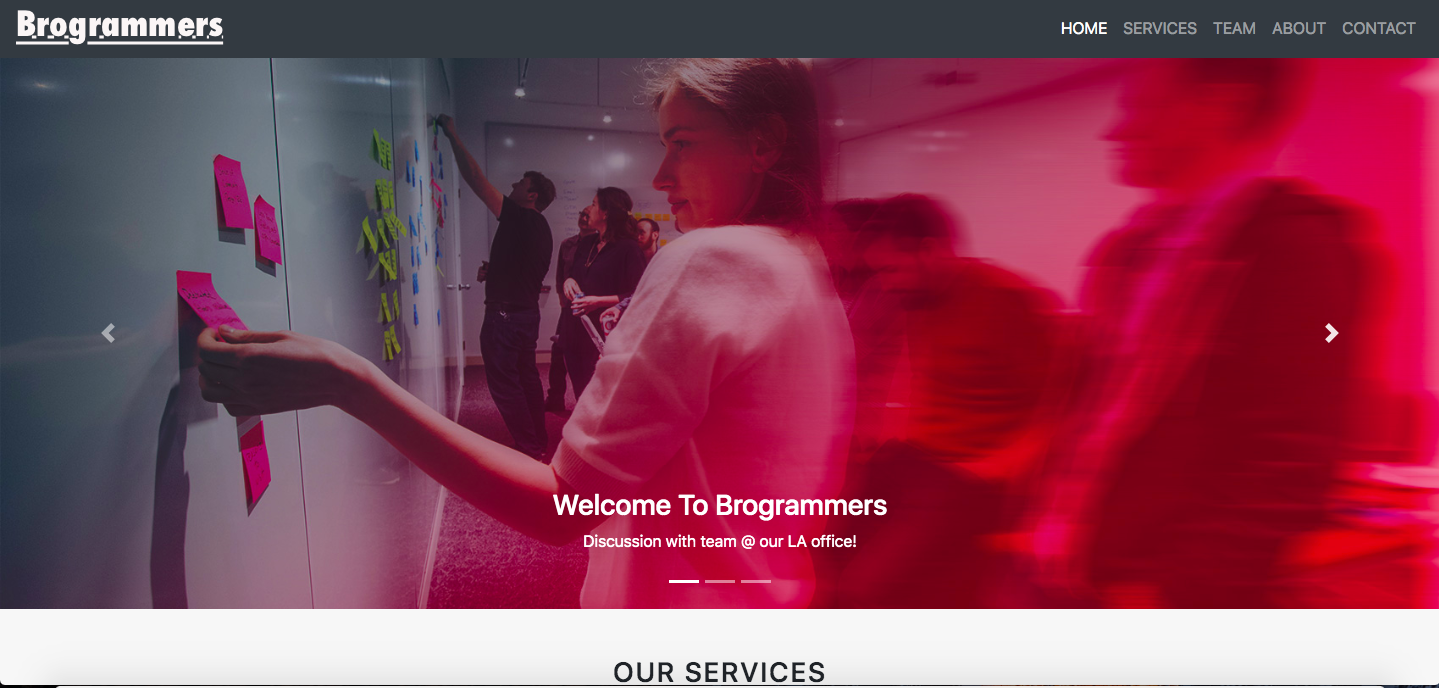 Brogrammers
HOME SERVICES TEAM ABOUT CONTACT
Welcome To Brogrammers
Discussion with team @ our LA office!
OUR SERVICES